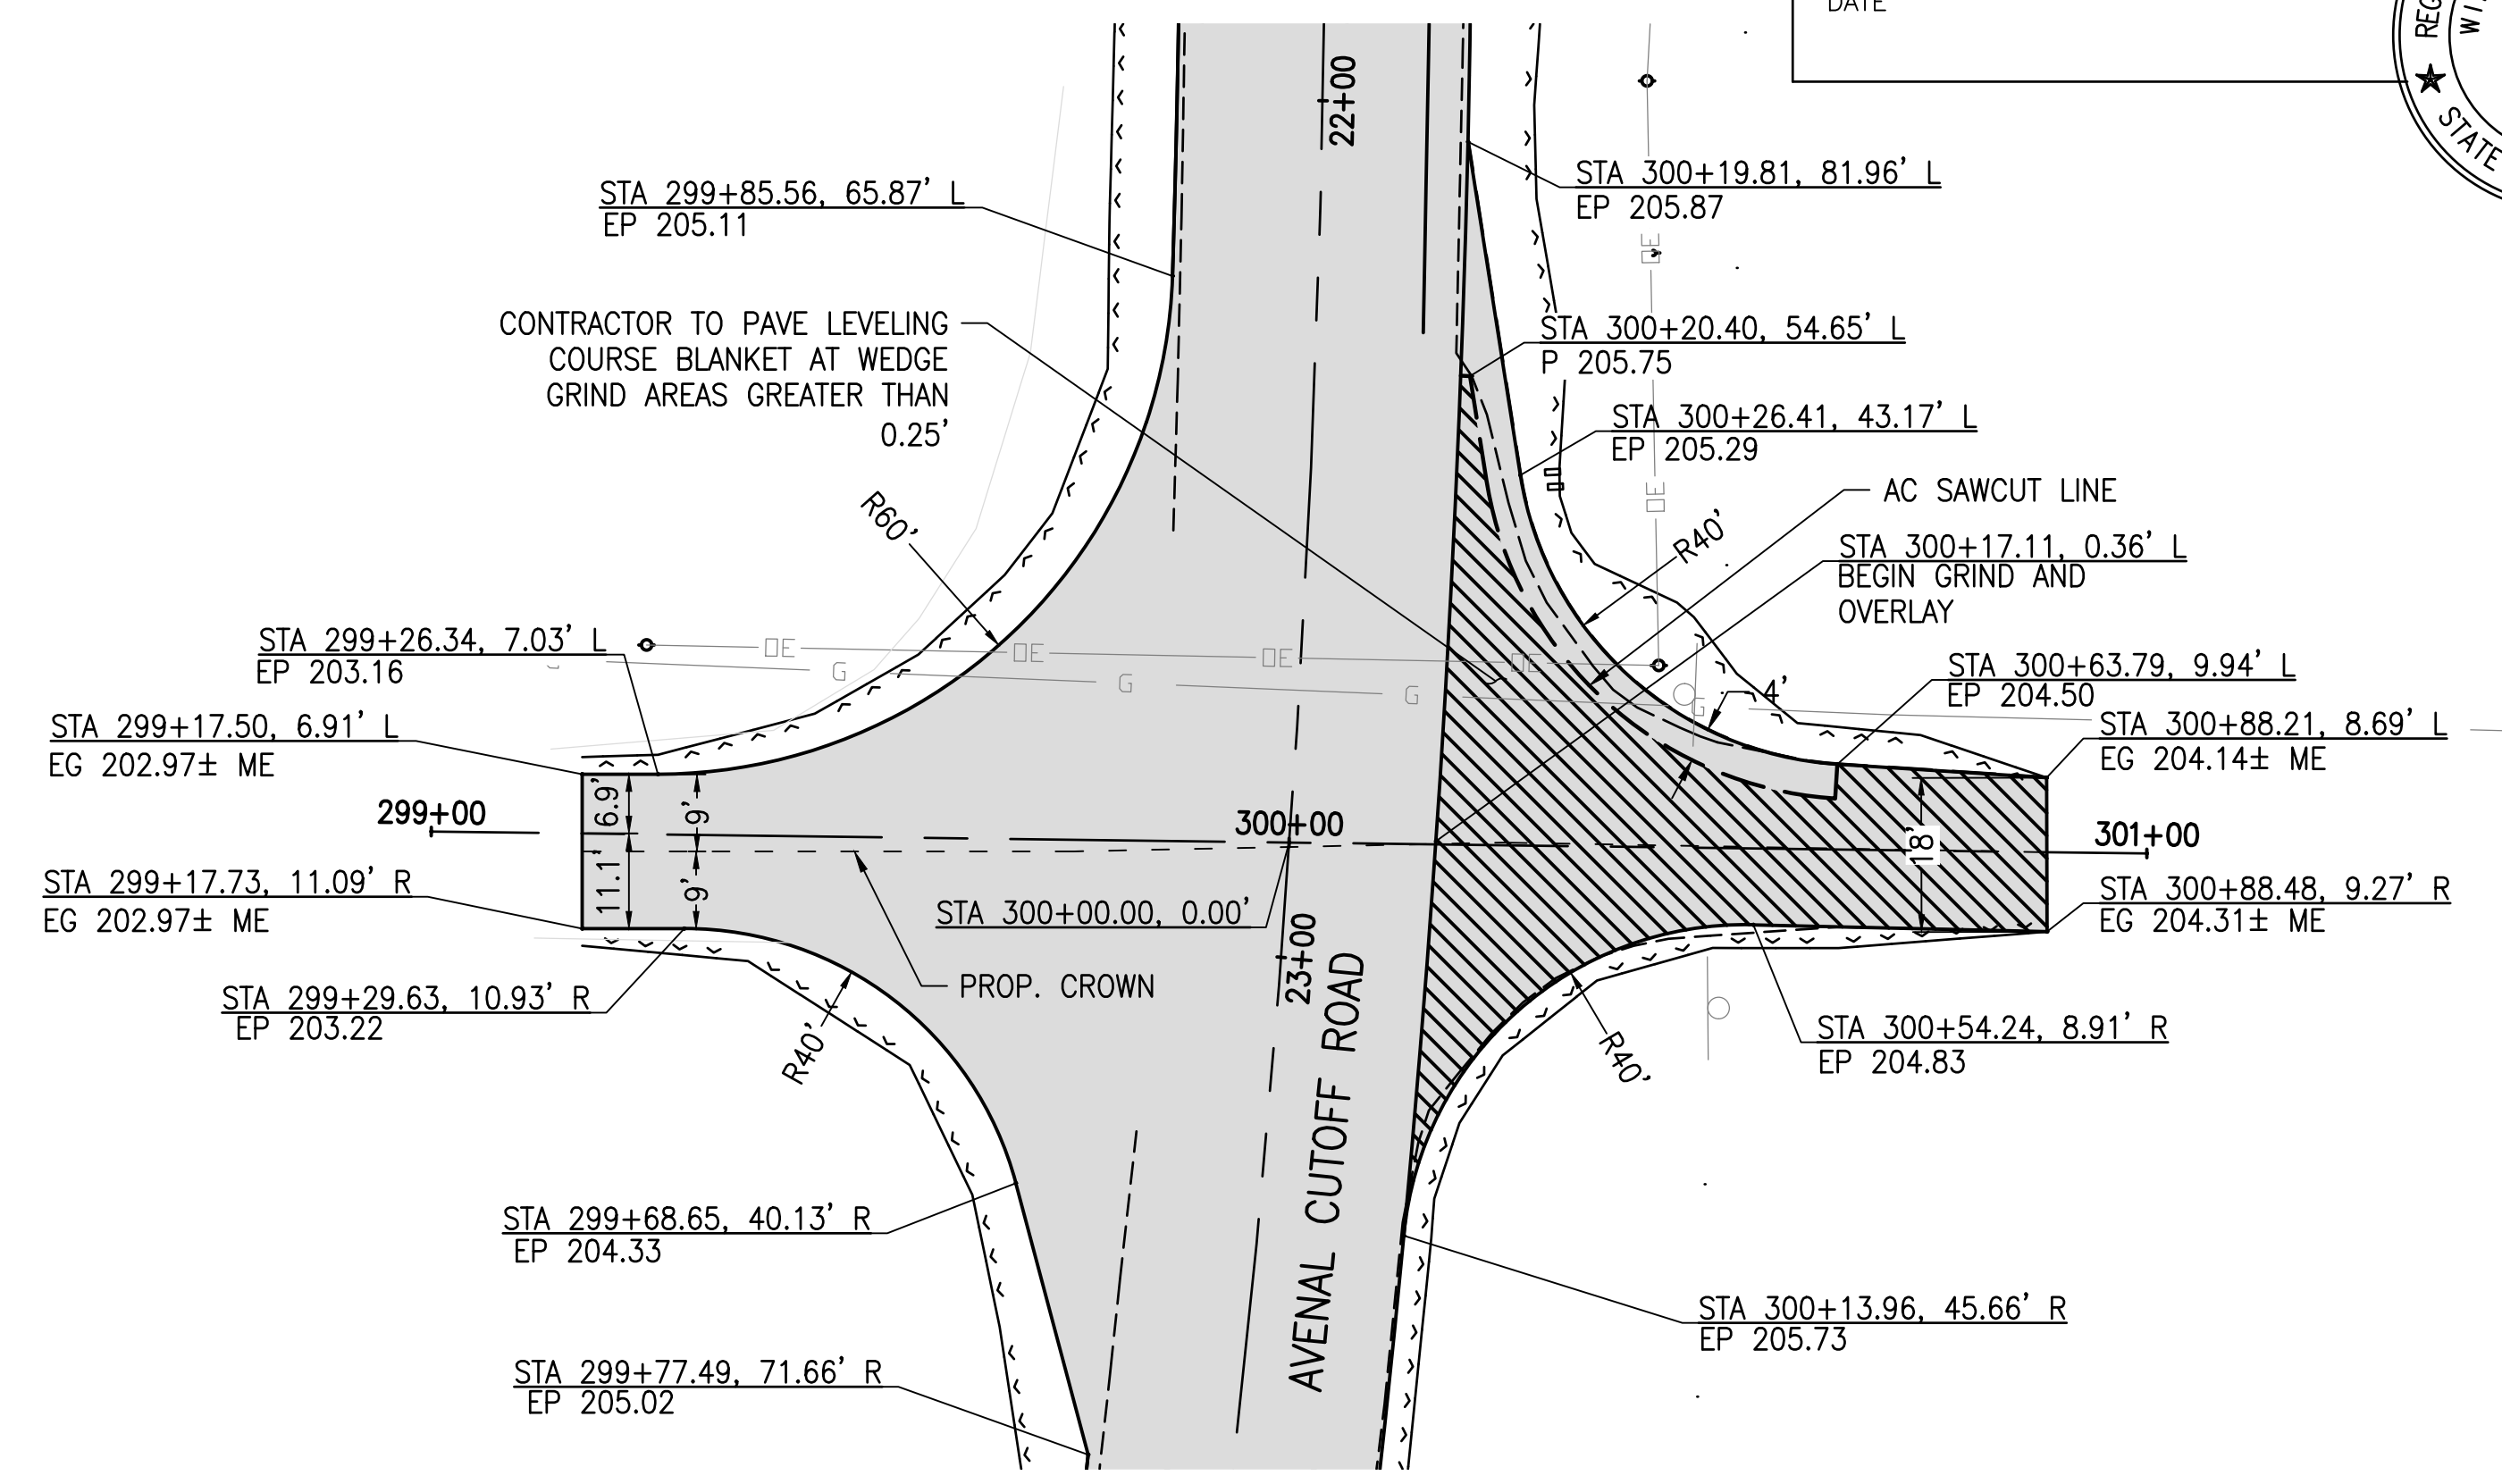 DATE
REG
WI
STATE
22+00
STA 299+85.56, 65.87' L
EP 205.11
STA 300+19.81, 81.96' L
EP 205.87
OE
CONTRACTOR TO PAVE LEVELING
COURSE BLANKET AT WEDGE
GRIND AREAS GREATER THAN
0.25'
STA 300+20.40, 54.65' L
P 205.75
STA 300+26.41, 43.17' L
EP 205.29
OE
AC SAWCUT LINE
R60'
R40'
STA 300+17.11, 0.36' L
BEGIN GRIND AND
OVERLAY
STA 299+26.34, 7.03' L
EP 203.16
OE
OE
OE
OE
G
G
G
G
4'
STA 300+63.79, 9.94' L
EP 204.50
STA 299+17.50, 6.91' L
EG 202.97± ME
STA 300+88.21, 8.69' L
EG 204.14± ME
6.9'
9'
299+00
300+00
301+00
18'
11.1'
9'
STA 299+17.73, 11.09' R
EG 202.97± ME
STA 300+00.00, 0.00'
STA 300+88.48, 9.27' R
EG 204.31± ME
23+00
PROP. CROWN
STA 299+29.63, 10.93' R
EP 203.22
R40'
R40'
STA 300+54.24, 8.91' R
EP 204.83
AVENAL CUTOFF ROAD
STA 299+68.65, 40.13' R
EP 204.33
STA 300+13.96, 45.66' R
EP 205.73
STA 299+77.49, 71.66' R
EP 205.02